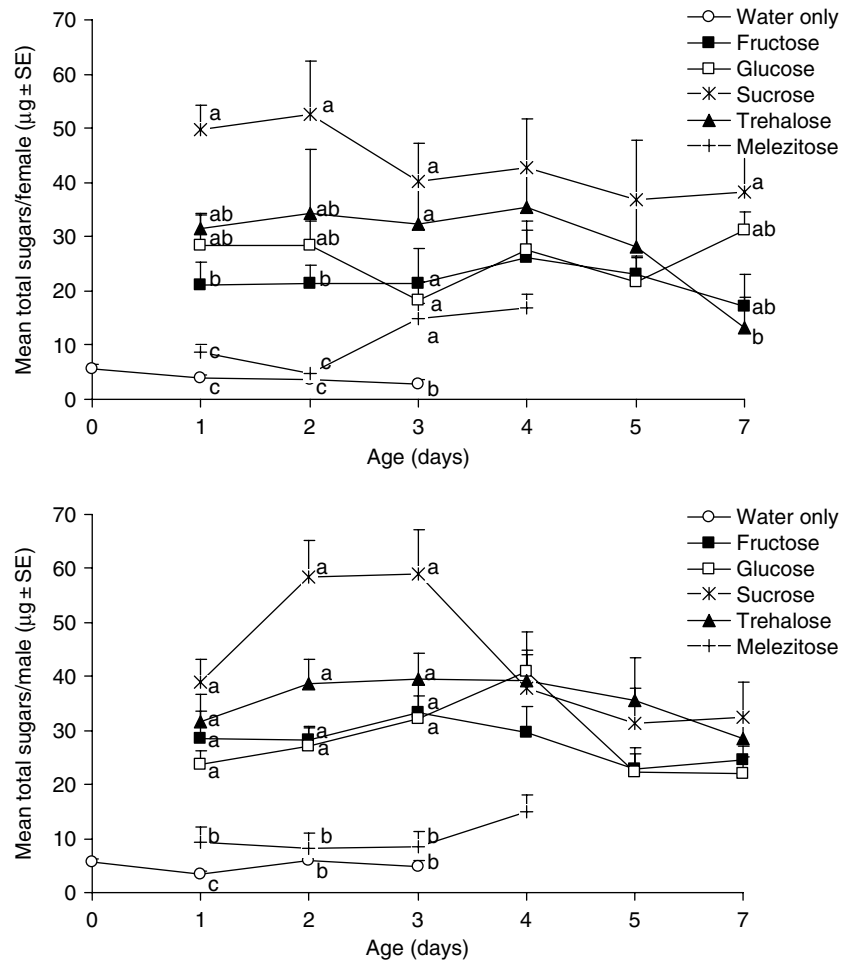 Mean total sugars/female (µg ± SE)
70
60
50
40
30
20
10
0
a
a
a
a
ab
ab
a
ab
ab
ab
b
b
a
a
ab
b
c
c
a
c
c
b
0 1 2 3 4 5 7
Age (days)
Water only
Fructose
Glucose
Sucrose
Trehalose
Melezitose
Mean total sugars/male (µg ± SE)
70
60
50
40
30
20
10
0
a
a
a
a
a
a
a
a
a
a
a
a
b
b
b
c
b
b
0 1 2 3 4 5 7
Age (days)
Water only
Fructose
Glucose
Sucrose
Trehalose
Melezitose